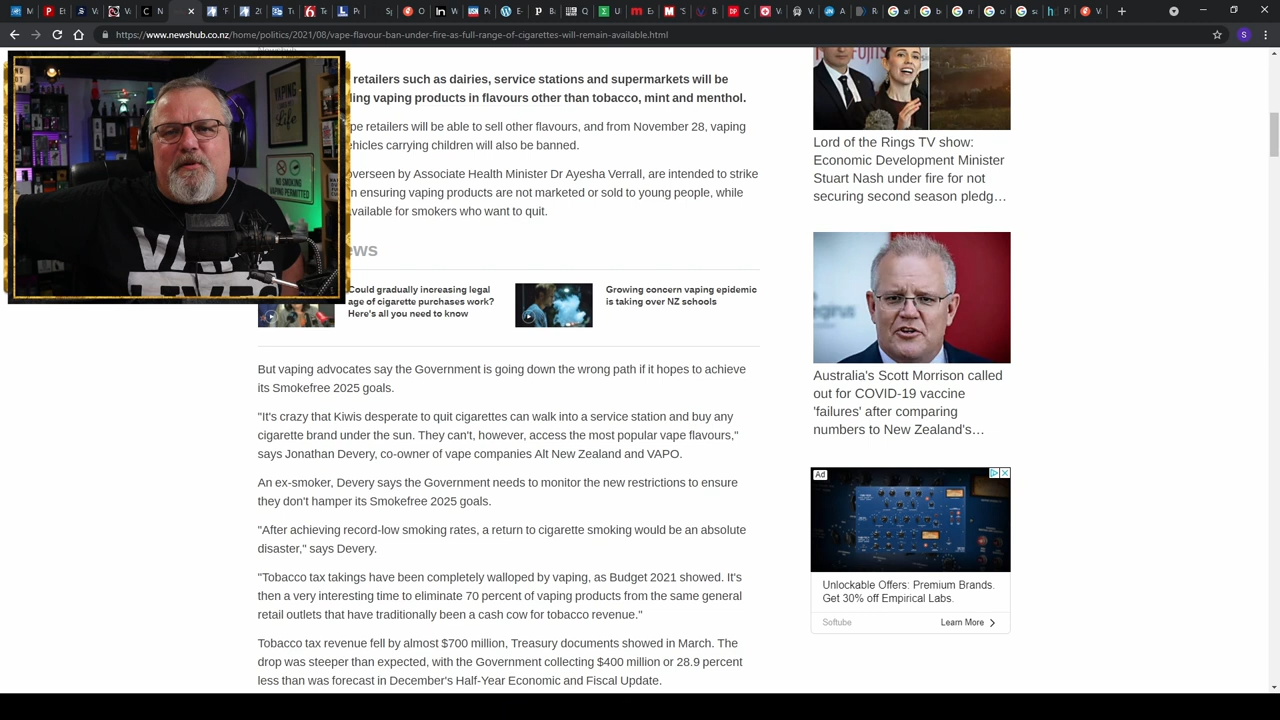 https://www.newshub.co.nz/home/politics/2021/08/vape-flavour-ban-under-fire-as-full-range-of-cigarettes-will-remain-available.html
retailers such as dairies, service stations and supermarkets will be
ling vaping products in flavours other than tobacco, mint and menthol.
pe retailers will be able to sell other flavours, and from November 28, vaping
ehicles carrying children will also be banned.
overseen by Associate Health Minister Dr Ayesha Verrall, are intended to strike
n ensuring vaping products are not marketed or sold to young people, while
vailable for smokers who want to quit.
ews
Could gradually increasing legal
age of cigarette purchases work?
Here's all you need to know
Growing concern vaping epidemic
is taking over NZ schools
But vaping advocates say the Government is going down the wrong path if it hopes to achieve
its Smokefree 2025 goals.
"It's crazy that Kiwis desperate to quit cigarettes can walk into a service station and buy any
cigarette brand under the sun. They can't, however, access the most popular vape flavours,"
says Jonathan Devery, co-owner of vape companies Alt New Zealand and VAPO.
An ex-smoker, Devery says the Government needs to monitor the new restrictions to ensure
they don't hamper its Smokefree 2025 goals.
"After achieving record-low smoking rates, a return to cigarette smoking would be an absolute
disaster," says Devery.
"Tobacco tax takings have been completely walloped by vaping, as Budget 2021 showed. It's
then a very interesting time to eliminate 70 percent of vaping products from the same general
retail outlets that have traditionally been a cash cow for tobacco revenue."
Tobacco tax revenue fell by almost $700 million, Treasury documents showed in March. The
drop was steeper than expected, with the Government collecting $400 million or 28.9 percent
less than was forecast in December's Half-Year Economic and Fiscal Update.
Lord of the Rings TV show:
Economic Development Minister
Stuart Nash under fire for not
securing second season pledg…
Australia's Scott Morrison called
out for COVID-19 vaccine
'failures' after comparing
numbers to New Zealand's…
Ad
Unlockable Offers: Premium Brands.
Get 30% off Empirical Labs.
Softube
Learn More
VAPING
Life
NO SMOKING
VAPING PERMITTED